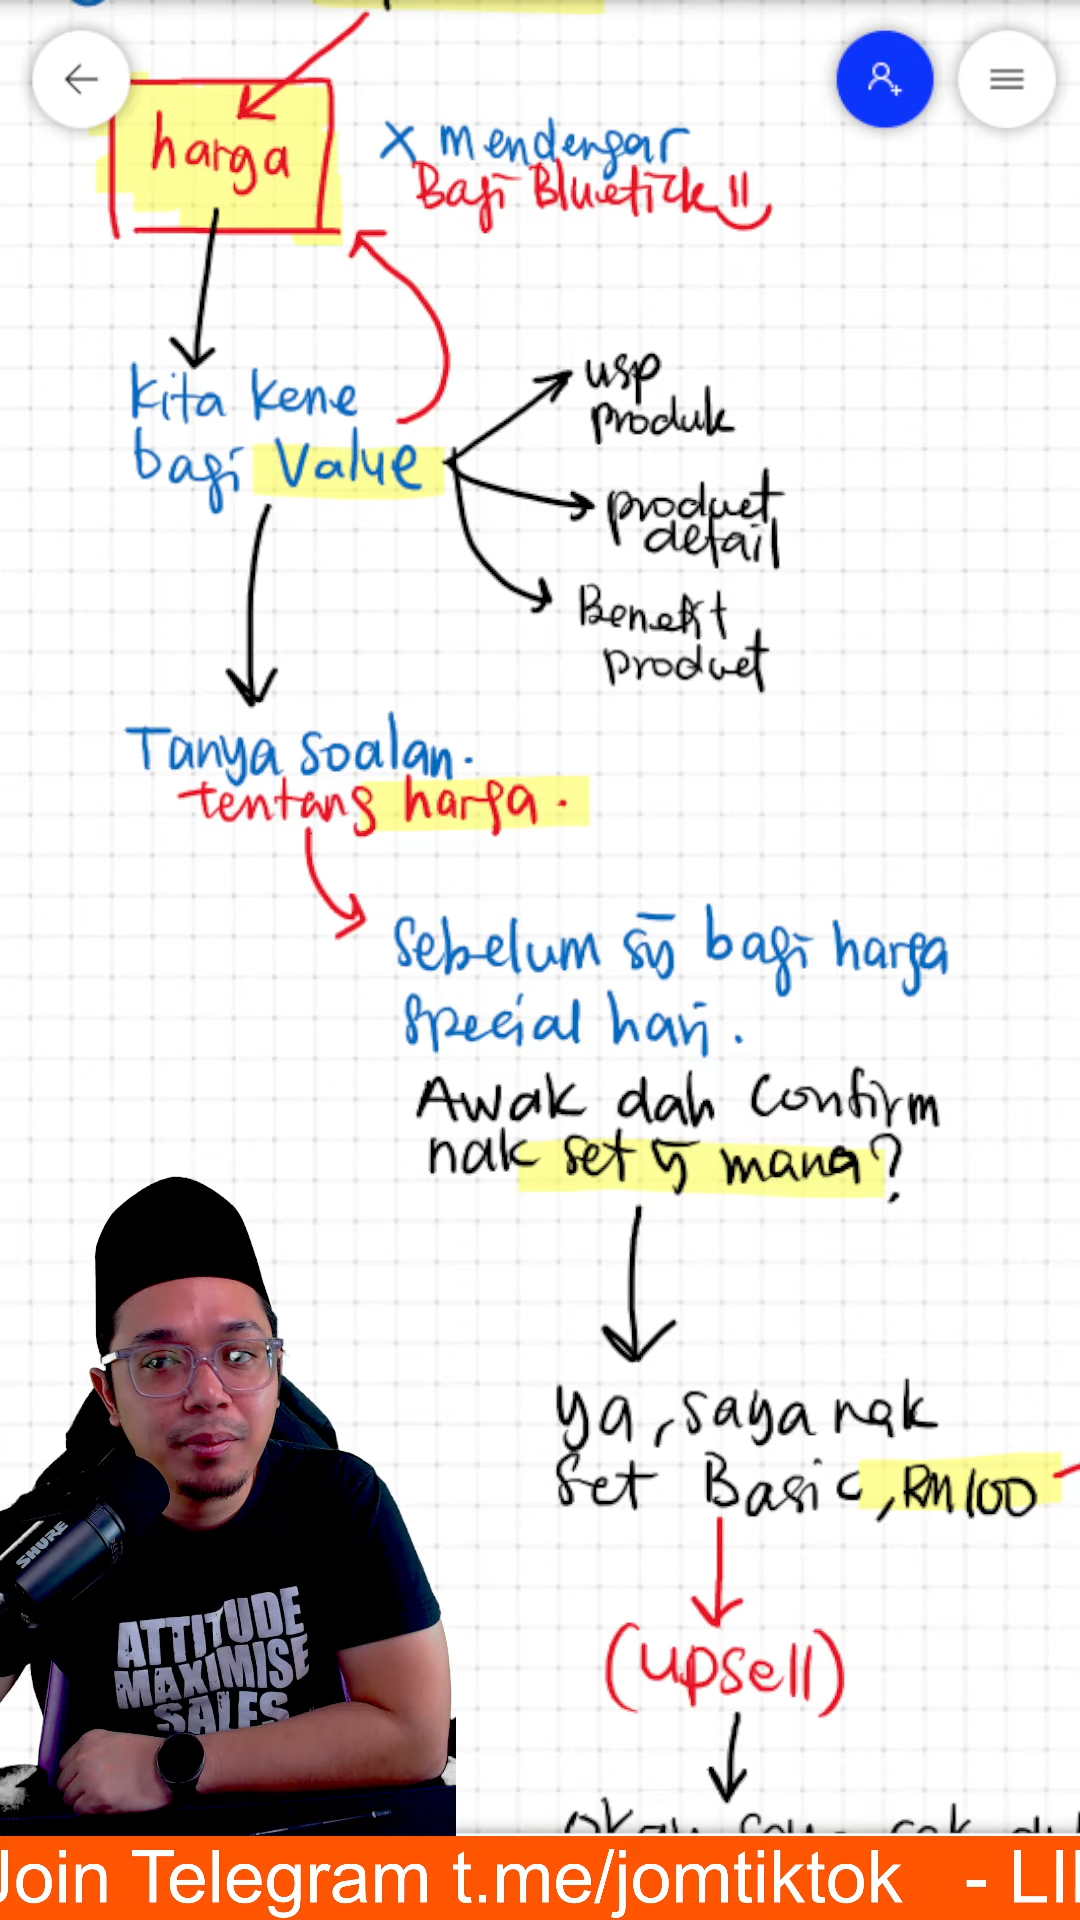 harga
x mendengar
Bagi Bluetick !!
kita kene
bagi Value
usp
produk
product
detail
Benefit
product
Tanya soalan.
tentang harga.
Sebelum sy bagi harga
special hari.
Awak dah confirm
nak set yg mana?
ya, saya nak
set Basic, RM100
(upsell)
SHURE
ATTITUDE
MAXIMISE
SALES
Join Telegram t.me/jomtiktok - LI